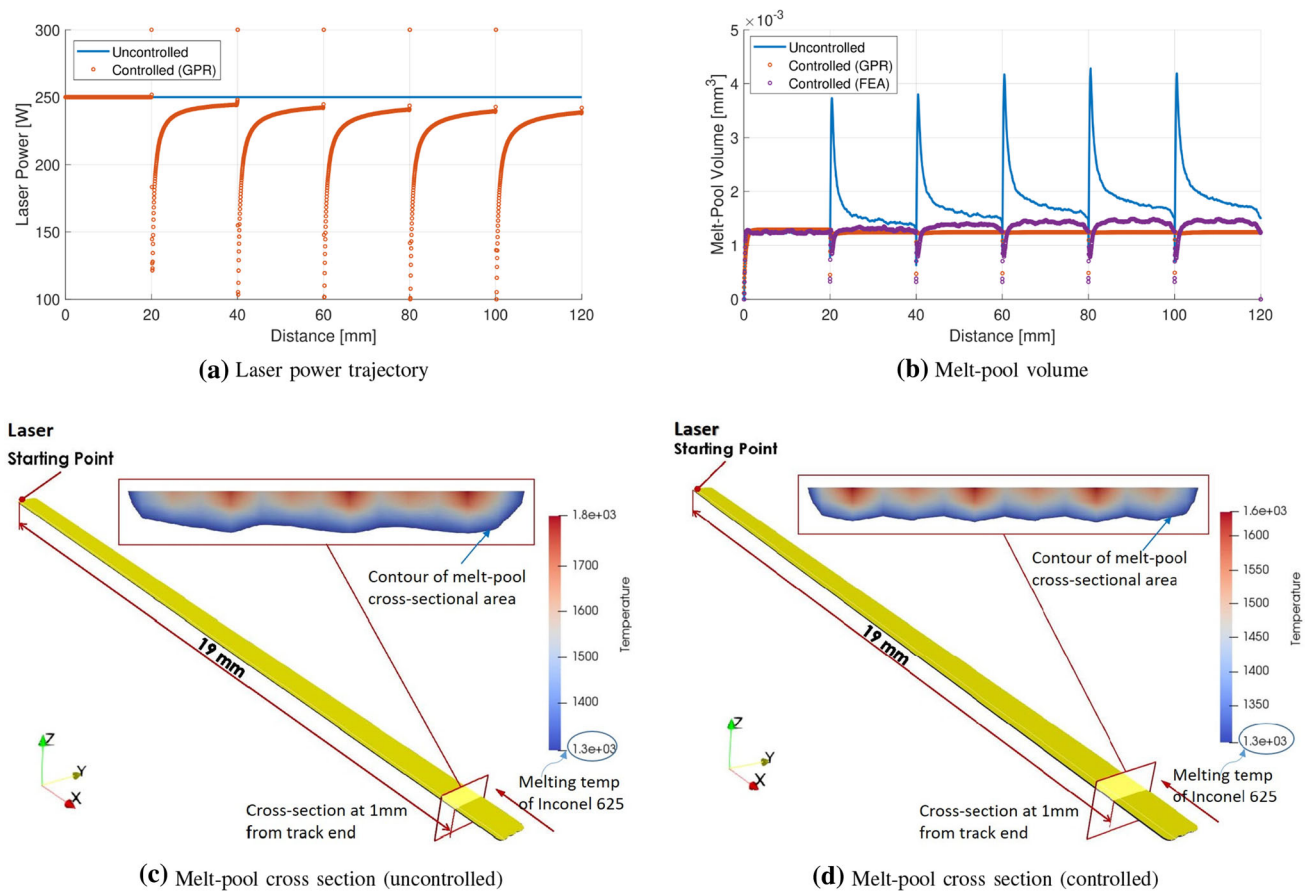 300
250
200
150
100
Laser Power [W]
Uncontrolled
Controlled (GPR)
0 20 40 60 80 100 120
Distance [mm]
(a) Laser power trajectory
×10⁻³
5
4
3
2
1
0
Melt-Pool Volume [mm³]
Uncontrolled
Controlled (GPR)
Controlled (FEA)
0 20 40 60 80 100 120
Distance [mm]
(b) Melt-pool volume
Laser
Starting Point
Contour of melt-pool
cross-sectional area
19 mm
1.8e+03
1700
1600
1500
1400
1.3e+03
Temperature
Z
Y
X
Cross-section at 1mm
from track end
Melting temp
of Inconel 625
(c) Melt-pool cross section (uncontrolled)
Laser
Starting Point
Contour of melt-pool
cross-sectional area
19 mm
1.6e+03
1550
1500
1450
1400
1350
1.3e+03
Temperature
Z
Y
X
Cross-section at 1mm
from track end
Melting temp
of Inconel 625
(d) Melt-pool cross section (controlled)